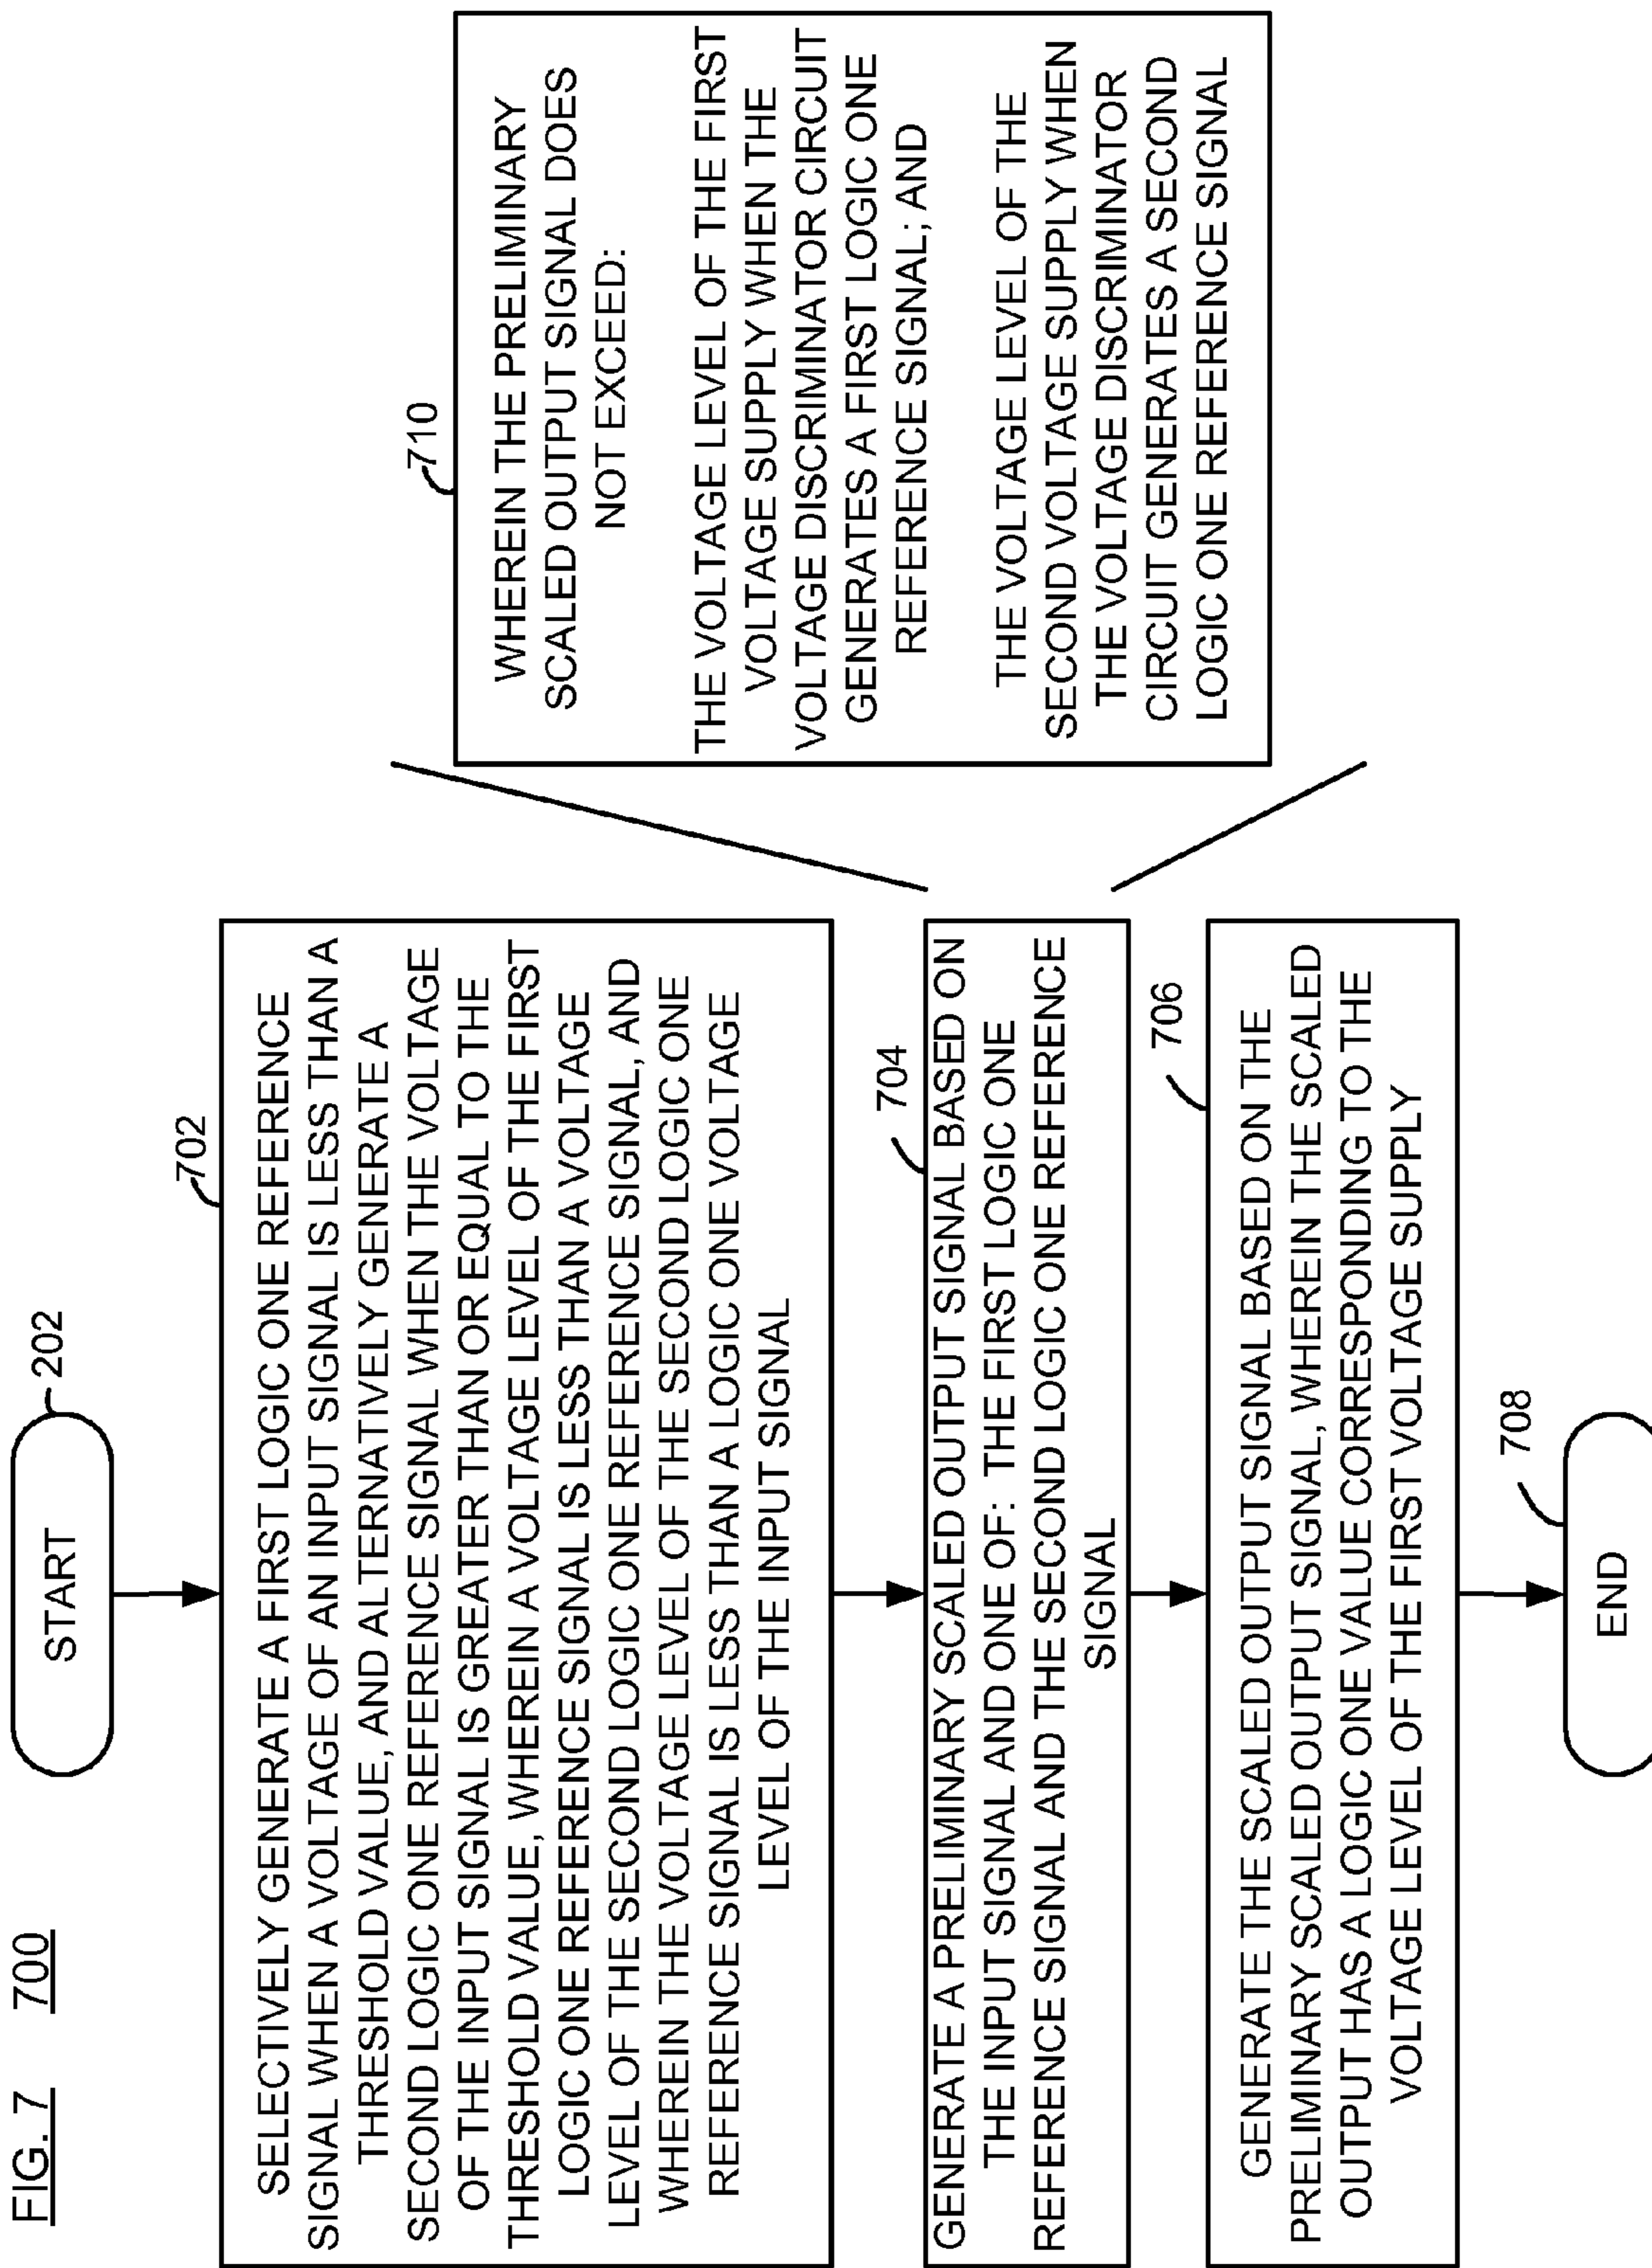 FIG. 7 700
START
202
702
SELECTIVELY GENERATE A FIRST LOGIC ONE REFERENCE
SIGNAL WHEN A VOLTAGE OF AN INPUT SIGNAL IS LESS THAN A
THRESHOLD VALUE, AND ALTERNATIVELY GENERATE A
SECOND LOGIC ONE REFERENCE SIGNAL WHEN THE VOLTAGE
OF THE INPUT SIGNAL IS GREATER THAN OR EQUAL TO THE
THRESHOLD VALUE, WHEREIN A VOLTAGE LEVEL OF THE FIRST
LOGIC ONE REFERENCE SIGNAL IS LESS THAN A VOLTAGE
LEVEL OF THE SECOND LOGIC ONE REFERENCE SIGNAL, AND
WHEREIN THE VOLTAGE LEVEL OF THE SECOND LOGIC ONE
REFERENCE SIGNAL IS LESS THAN A LOGIC ONE VOLTAGE
LEVEL OF THE INPUT SIGNAL
704
GENERATE A PRELIMINARY SCALED OUTPUT SIGNAL BASED ON
THE INPUT SIGNAL AND ONE OF: THE FIRST LOGIC ONE
REFERENCE SIGNAL AND THE SECOND LOGIC ONE REFERENCE
SIGNAL
706
GENERATE THE SCALED OUTPUT SIGNAL BASED ON THE
PRELIMINARY SCALED OUTPUT SIGNAL, WHEREIN THE SCALED
OUTPUT HAS A LOGIC ONE VALUE CORRESPONDING TO THE
VOLTAGE LEVEL OF THE FIRST VOLTAGE SUPPLY
708
END
710
WHEREIN THE PRELIMINARY
SCALED OUTPUT SIGNAL DOES
NOT EXCEED:
THE VOLTAGE LEVEL OF THE FIRST
VOLTAGE SUPPLY WHEN THE
VOLTAGE DISCRIMINATOR CIRCUIT
GENERATES A FIRST LOGIC ONE
REFERENCE SIGNAL; AND
THE VOLTAGE LEVEL OF THE
SECOND VOLTAGE SUPPLY WHEN
THE VOLTAGE DISCRIMINATOR
CIRCUIT GENERATES A SECOND
LOGIC ONE REFERENCE SIGNAL